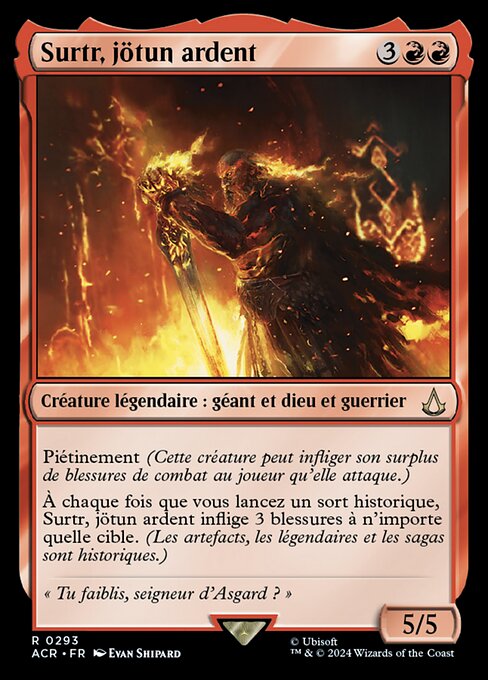 Surtr, jötun ardent 3
Créature légendaire : géant et dieu et guerrier
Piétinement (Cette créature peut infliger son surplus
de blessures de combat au joueur qu'elle attaque.)
À chaque fois que vous lancez un sort historique,
Surtr, jötun ardent inflige 3 blessures à n'importe
quelle cible. (Les artefacts, les légendaires et les sagas
sont historiques.)
« Tu faiblis, seigneur d'Asgard ? »
5/5
R 0293
ACR • FR Evan Shipard
© Ubisoft
™ & © 2024 Wizards of the Coast